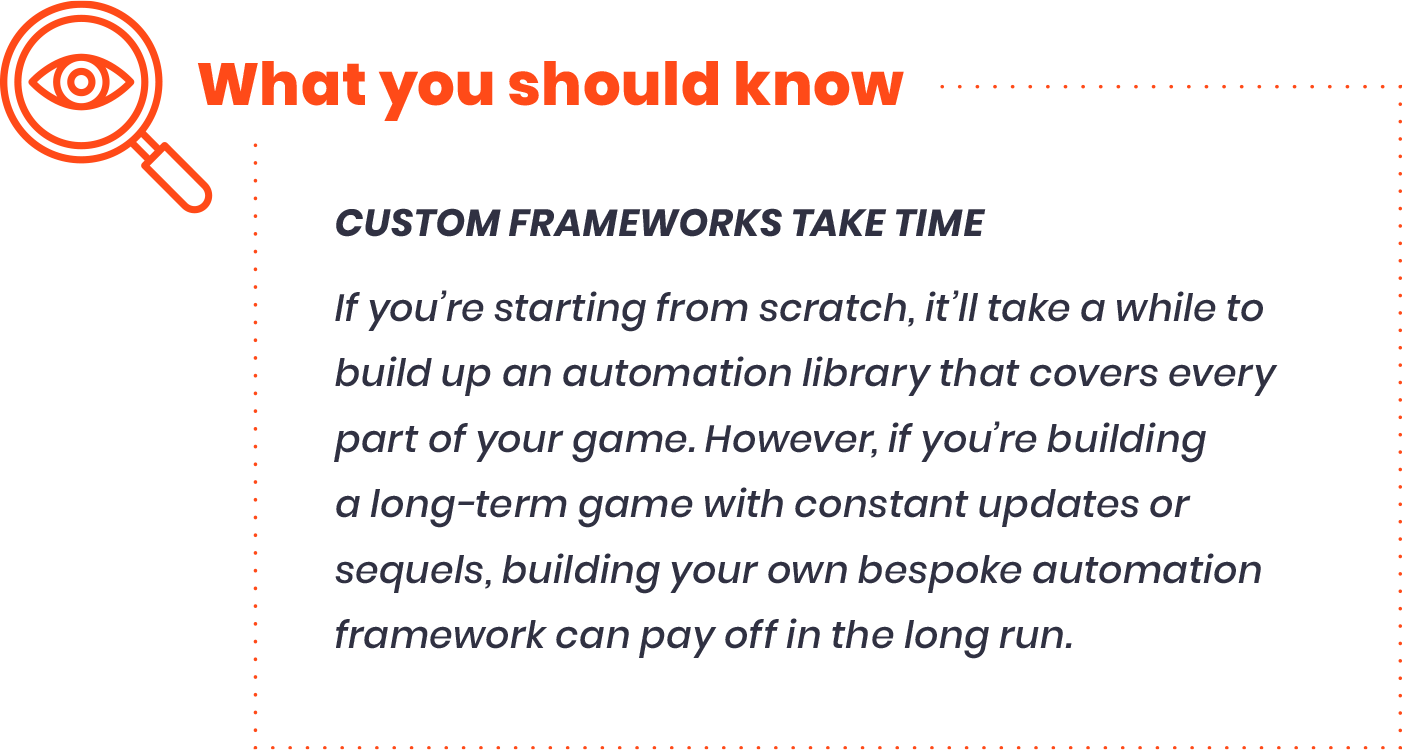 What you should know
CUSTOM FRAMEWORKS TAKE TIME
If you’re starting from scratch, it’ll take a while to
build up an automation library that covers every
part of your game. However, if you’re building
a long-term game with constant updates or
sequels, building your own bespoke automation
framework can pay off in the long run.